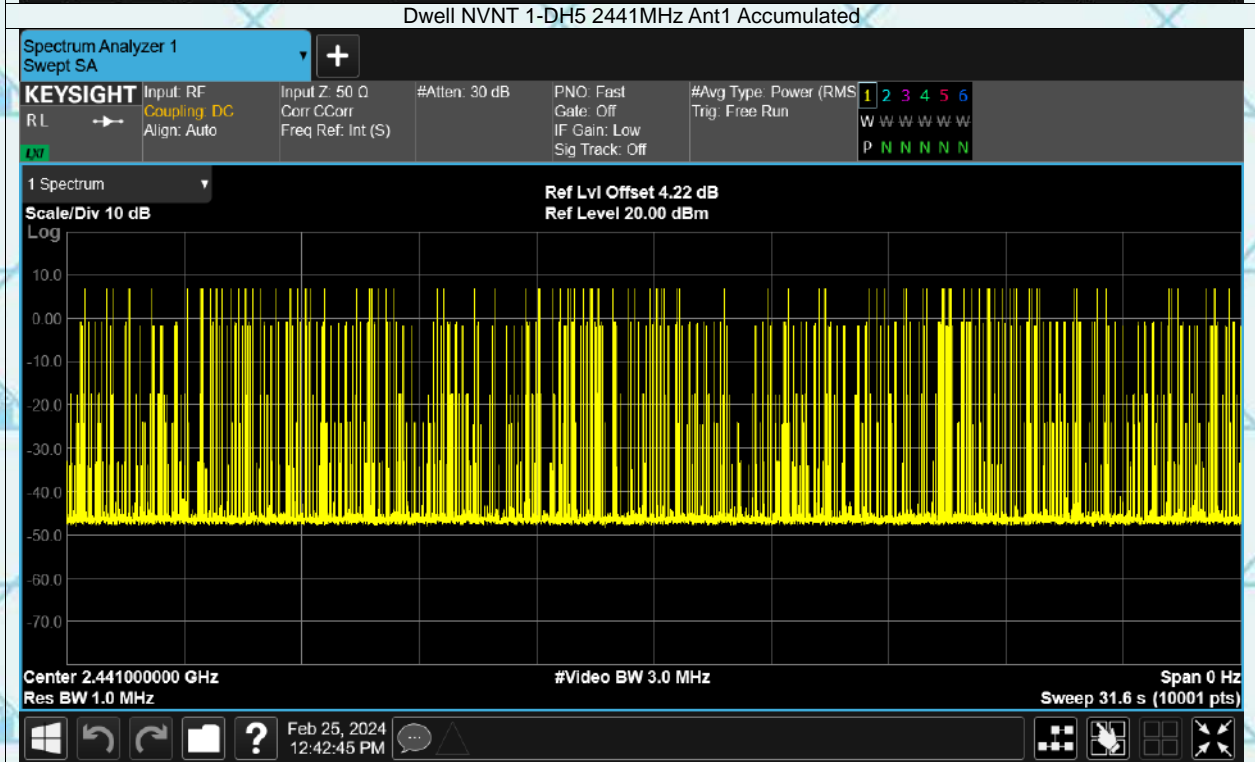 Dwell NVNT 1-DH5 2441MHz Ant1 Accumulated
Spectrum Analyzer 1
Swept SA
+
KEYSIGHT
RL
LXI
Input: RF
Coupling: DC
Align: Auto
Input Z: 50 Ω
Corr CCorr
Freq Ref: Int (S)
#Atten: 30 dB
PNO: Fast
Gate: Off
IF Gain: Low
Sig Track: Off
#Avg Type: Power (RMS
Trig: Free Run
1 2 3 4 5 6
W W W W W W
P N N N N N
1 Spectrum
Scale/Div 10 dB
Ref Lvl Offset 4.22 dB
Ref Level 20.00 dBm
Log
10.0
0.00
-10.0
-20.0
-30.0
-40.0
-50.0
-60.0
-70.0
Center 2.441000000 GHz
#Video BW 3.0 MHz
Span 0 Hz
Res BW 1.0 MHz
Sweep 31.6 s (10001 pts)
?
Feb 25, 2024
12:42:45 PM